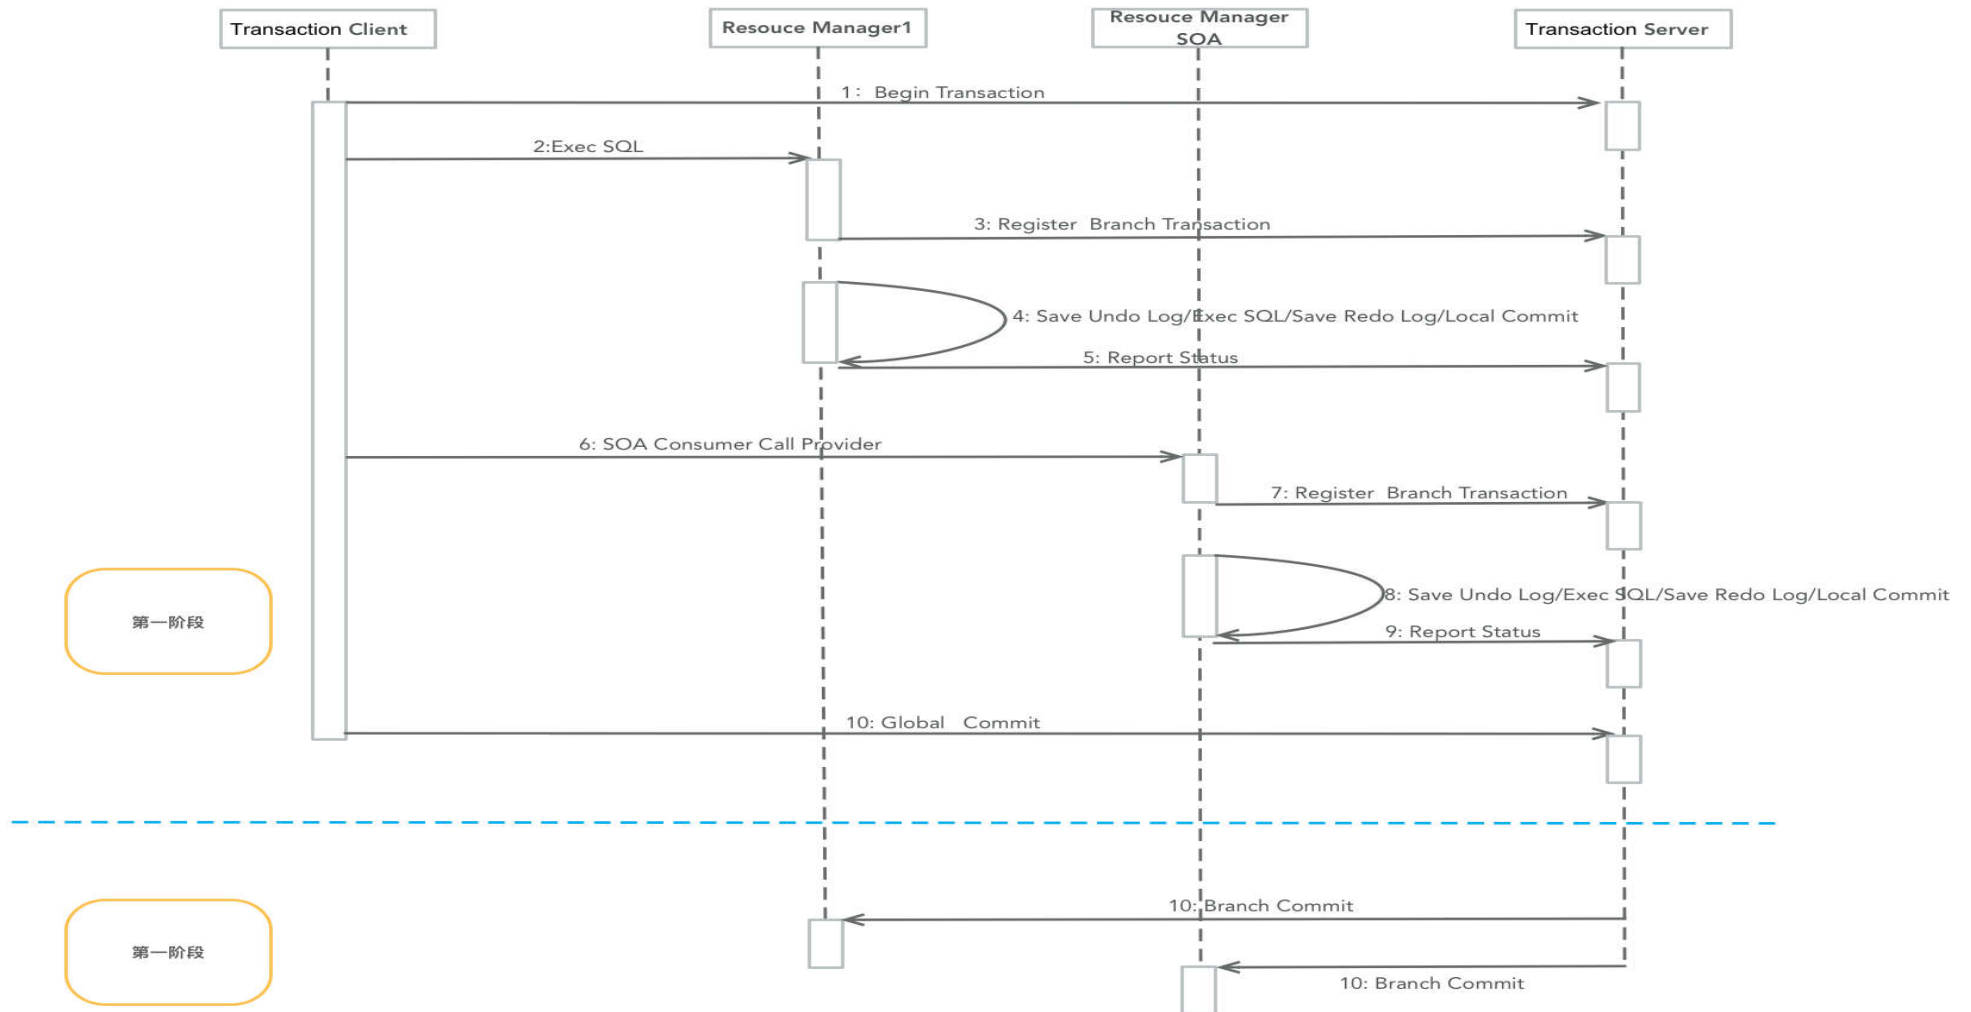 Transaction Client
Resouce Manager1
Resouce Manager
SOA
Transaction Server
1： Begin Transaction
2:Exec SQL
3: Register Branch Transaction
4: Save Undo Log/Exec SQL/Save Redo Log/Local Commit
5: Report Status
6: SOA Consumer Call Provider
7: Register Branch Transaction
8: Save Undo Log/Exec SQL/Save Redo Log/Local Commit
第一阶段
9: Report Status
10: Global Commit
10: Branch Commit
第一阶段
10: Branch Commit